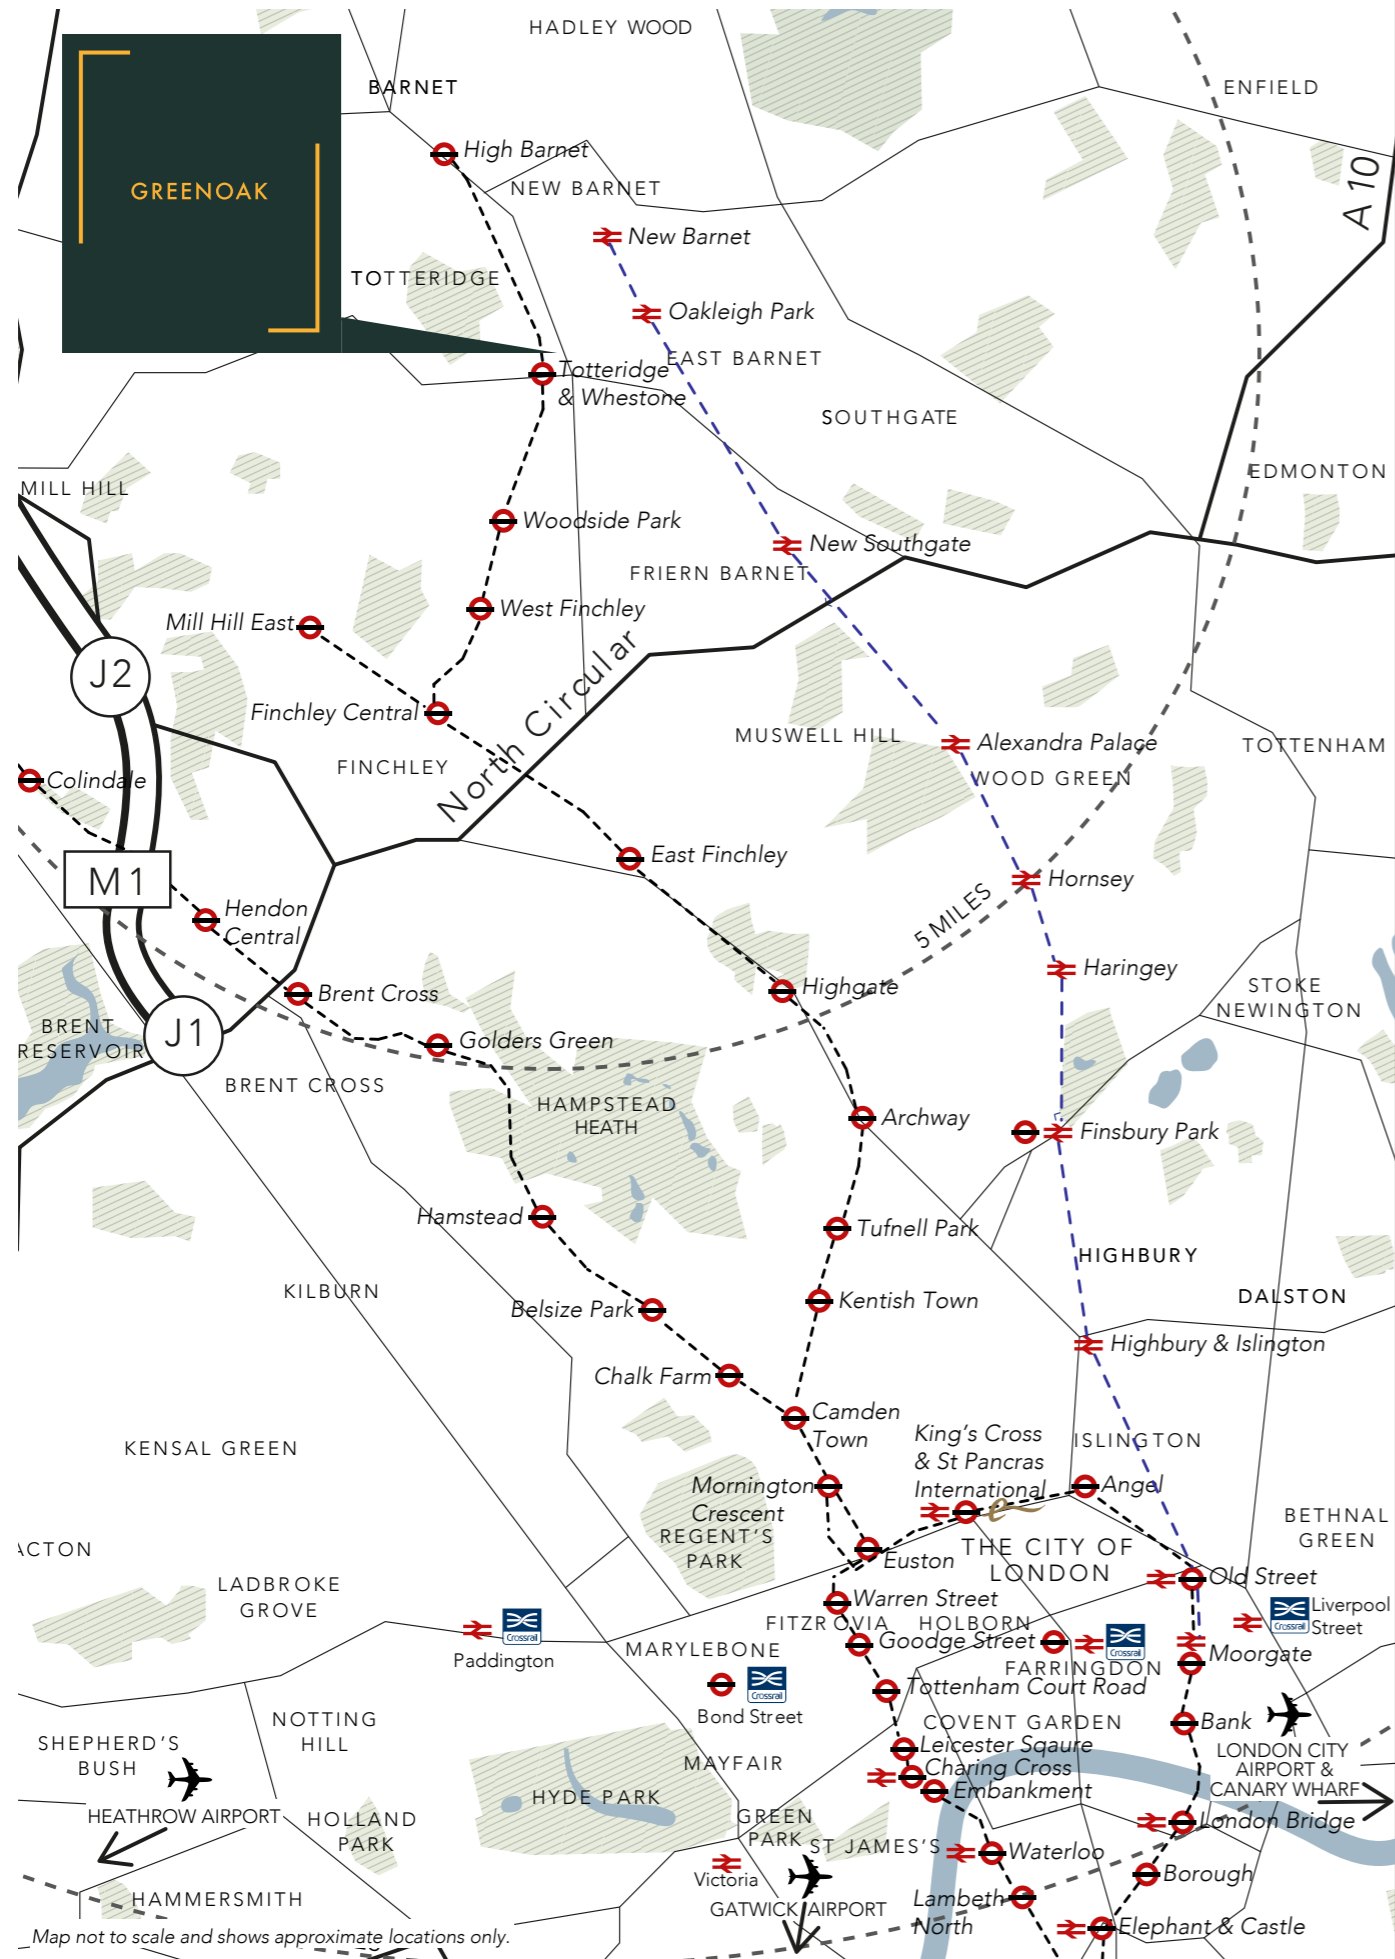 HADLEY WOOD
BARNET
ENFIELD
High Barnet
A 10
GREENOAK
NEW BARNET
New Barnet
TOTTERIDGE
Oakleigh Park
EAST BARNET
Totteridge
& Whestone
SOUTHGATE
EDMONTON
MILL HILL
Woodside Park
New Southgate
FRIERN BARNET
West Finchley
Mill Hill East
J2
Finchley Central
North Circular
MUSWELL HILL
Alexandra Palace
TOTTENHAM
FINCHLEY
WOOD GREEN
Colindale
East Finchley
M1
Hornsey
5 MILES
Hendon
Central
Haringey
Highgate
STOKE
NEWINGTON
Brent Cross
BRENT
RESERVOIR
J1
Golders Green
BRENT CROSS
HAMPSTEAD
HEATH
Archway
Finsbury Park
Hamstead
Tufnell Park
HIGHBURY
KILBURN
Belsize Park
Kentish Town
DALSTON
Highbury & Islington
Chalk Farm
Camden
Town
KENSAL GREEN
King's Cross
& St Pancras
International
ISLINGTON
Mornington
Crescent
Angel
REGENT'S
PARK
BETHNAL
GREEN
ACTON
Euston
THE CITY OF
LONDON
LADBROKE
GROVE
Old Street
Warren Street
Crossrail
Liverpool
Street
FITZROVIA
HOLBORN
Crossrail
Paddington
MARYLEBONE
Goodge Street
Crossrail
FARRINGDON
Moorgate
Crossrail
Bond Street
Tottenham Court Road
NOTTING
HILL
COVENT GARDEN
Bank
SHEPHERD'S
BUSH
Leicester Sqaure
MAYFAIR
Charing Cross
Embankment
LONDON CITY
AIRPORT &
CANARY WHARF
HYDE PARK
HEATHROW AIRPORT
HOLLAND
PARK
GREEN
PARK
ST JAMES'S
London Bridge
Waterloo
Victoria
Borough
HAMMERSMITH
GATWICK AIRPORT
Lambeth
North
Elephant & Castle
Map not to scale and shows approximate locations only.